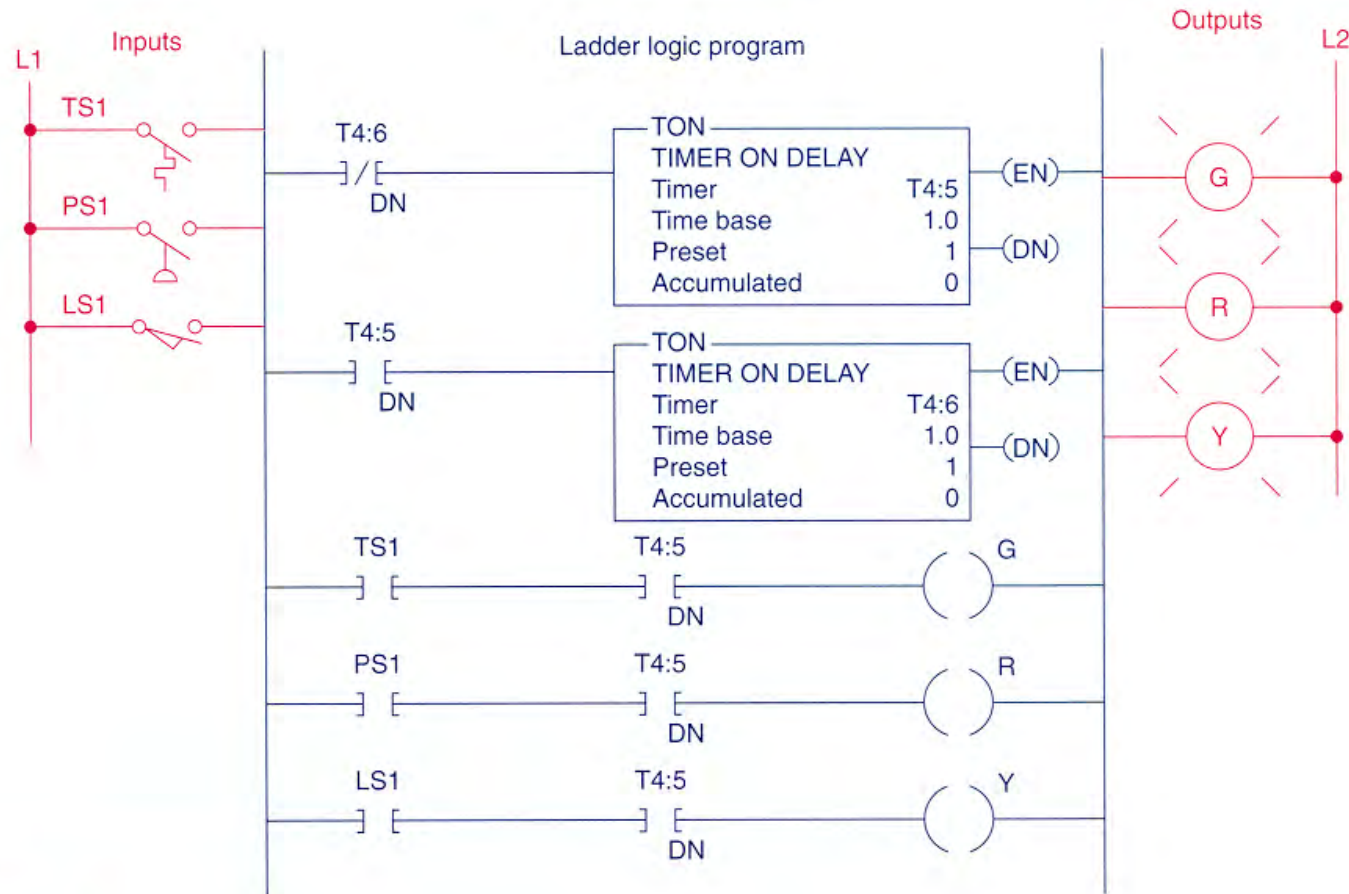 Inputs
Ladder logic program
Outputs
L1
L2
TS1
PS1
LS1
T4:6
DN
TON
TIMER ON DELAY
Timer T4:5
Time base 1.0
Preset 1
Accumulated 0
(EN)
(DN)
G
R
Y
T4:5
DN
TON
TIMER ON DELAY
Timer T4:6
Time base 1.0
Preset 1
Accumulated 0
(EN)
(DN)
TS1 T4:5 G
DN
PS1 T4:5 R
DN
LS1 T4:5 Y
DN